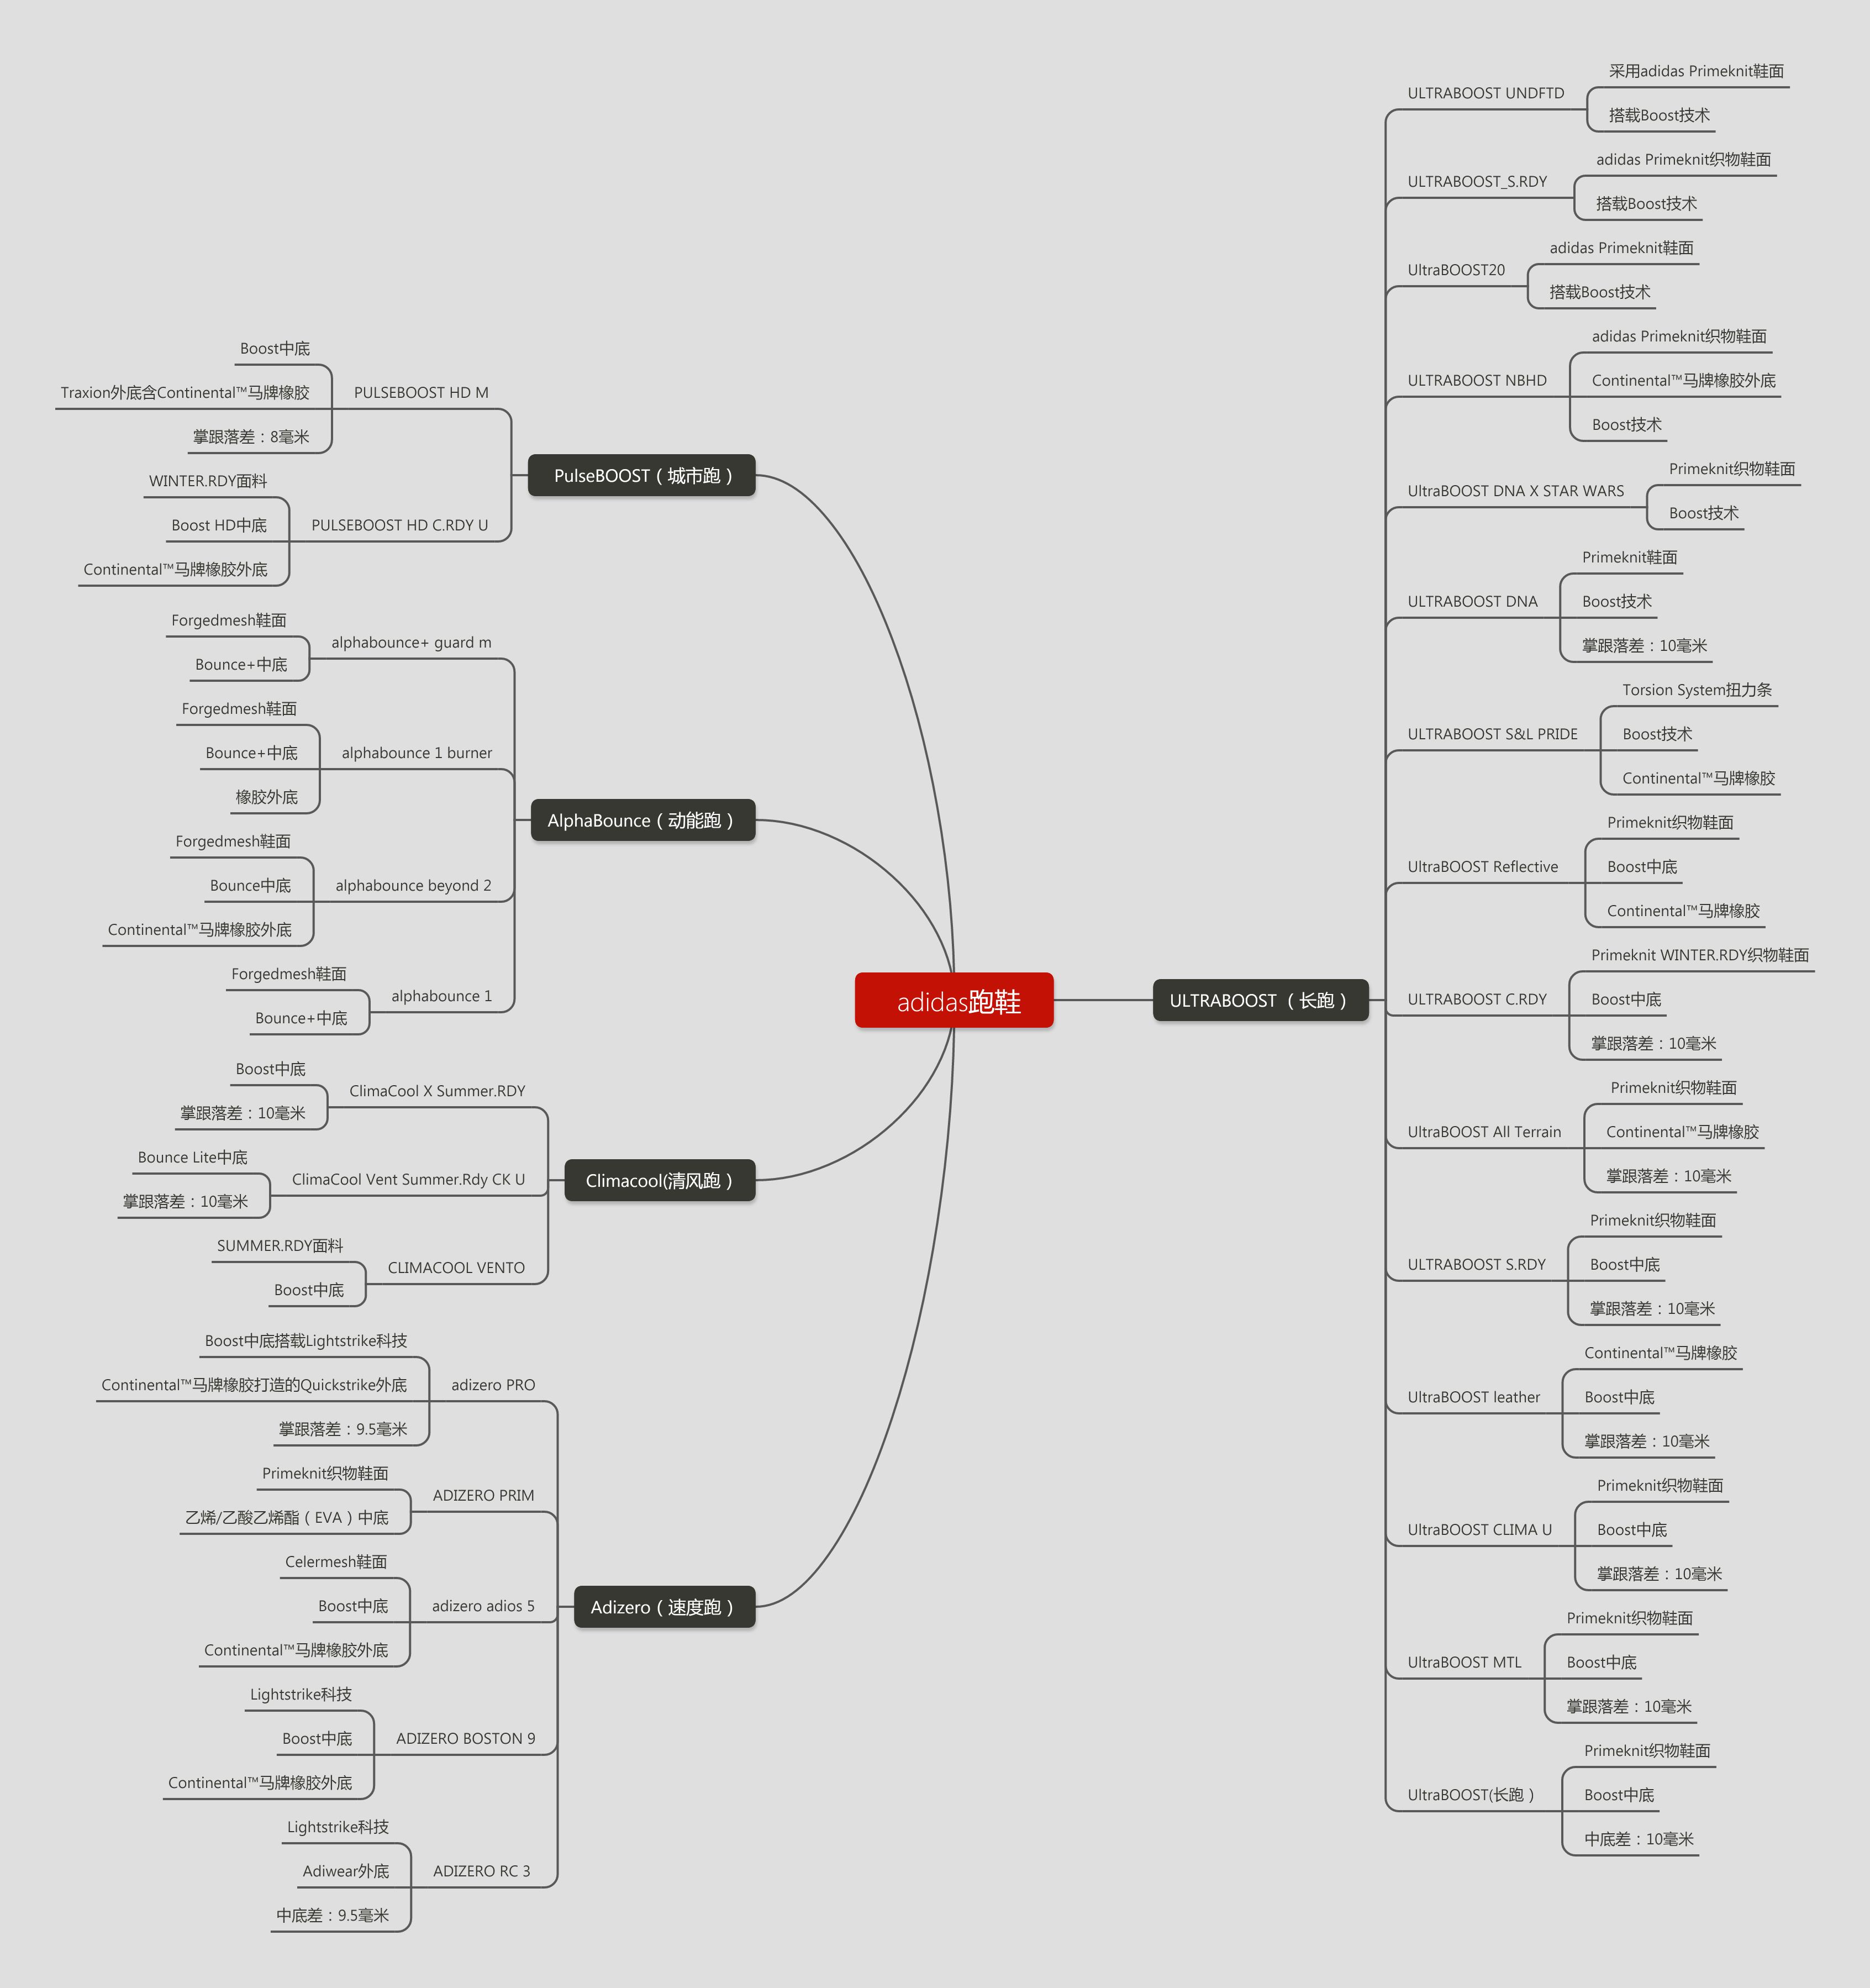 adidas跑鞋
PulseBOOST（城市跑）
PULSEBOOST HD M
Boost中底
Traxion外底含Continental™马牌橡胶
掌跟落差：8毫米
PULSEBOOST HD C.RDY U
WINTER.RDY面料
Boost HD中底
Continental™马牌橡胶外底
AlphaBounce（动能跑）
alphabounce+ guard m
Forgedmesh鞋面
Bounce+中底
alphabounce 1 burner
Forgedmesh鞋面
Bounce+中底
橡胶外底
alphabounce beyond 2
Forgedmesh鞋面
Bounce中底
Continental™马牌橡胶外底
alphabounce 1
Forgedmesh鞋面
Bounce+中底
Climacool(清风跑）
ClimaCool X Summer.RDY
Boost中底
掌跟落差：10毫米
ClimaCool Vent Summer.Rdy CK U
Bounce Lite中底
掌跟落差：10毫米
CLIMACOOL VENTO
SUMMER.RDY面料
Boost中底
Adizero（速度跑）
adizero PRO
Boost中底搭载Lightstrike科技
Continental™马牌橡胶打造的Quickstrike外底
掌跟落差：9.5毫米
ADIZERO PRIM
Primeknit织物鞋面
乙烯/乙酸乙烯酯（EVA）中底
adizero adios 5
Celermesh鞋面
Boost中底
Continental™马牌橡胶外底
ADIZERO BOSTON 9
Lightstrike科技
Boost中底
Continental™马牌橡胶外底
ADIZERO RC 3
Lightstrike科技
Adiwear外底
中底差：9.5毫米
ULTRABOOST （长跑）
ULTRABOOST UNDFTD
采用adidas Primeknit鞋面
搭载Boost技术
ULTRABOOST_S.RDY
adidas Primeknit织物鞋面
搭载Boost技术
UltraBOOST20
adidas Primeknit鞋面
搭载Boost技术
ULTRABOOST NBHD
adidas Primeknit织物鞋面
Continental™马牌橡胶外底
Boost技术
UltraBOOST DNA X STAR WARS
Primeknit织物鞋面
Boost技术
ULTRABOOST DNA
Primeknit鞋面
Boost技术
掌跟落差：10毫米
ULTRABOOST S&L PRIDE
Torsion System扭力条
Boost技术
Continental™马牌橡胶
UltraBOOST Reflective
Primeknit织物鞋面
Boost中底
Continental™马牌橡胶
ULTRABOOST C.RDY
Primeknit WINTER.RDY织物鞋面
Boost中底
掌跟落差：10毫米
UltraBOOST All Terrain
Primeknit织物鞋面
Continental™马牌橡胶
掌跟落差：10毫米
ULTRABOOST S.RDY
Primeknit织物鞋面
Boost中底
掌跟落差：10毫米
UltraBOOST leather
Continental™马牌橡胶
Boost中底
掌跟落差：10毫米
UltraBOOST CLIMA U
Primeknit织物鞋面
Boost中底
掌跟落差：10毫米
UltraBOOST MTL
Primeknit织物鞋面
Boost中底
掌跟落差：10毫米
UltraBOOST(长跑）
Primeknit织物鞋面
Boost中底
中底差：10毫米